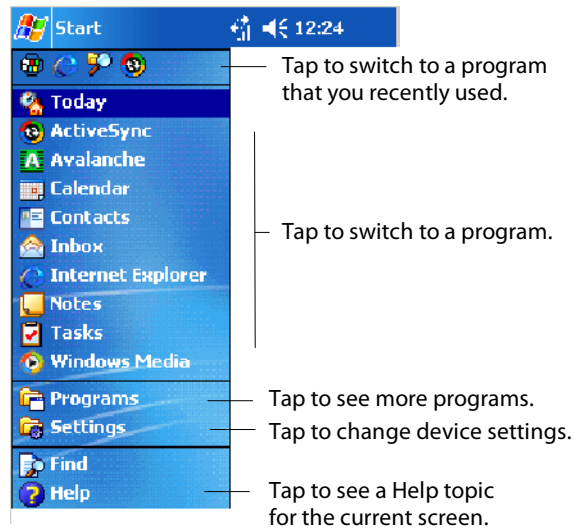 Start 12:24
Tap to switch to a program
that you recently used.
Today
ActiveSync
Avalanche
Calendar
Contacts
Inbox
Tap to switch to a program.
Internet Explorer
Notes
Tasks
Windows Media
Programs
Tap to see more programs.
Settings
Tap to change device settings.
Find
Help
Tap to see a Help topic
for the current screen.